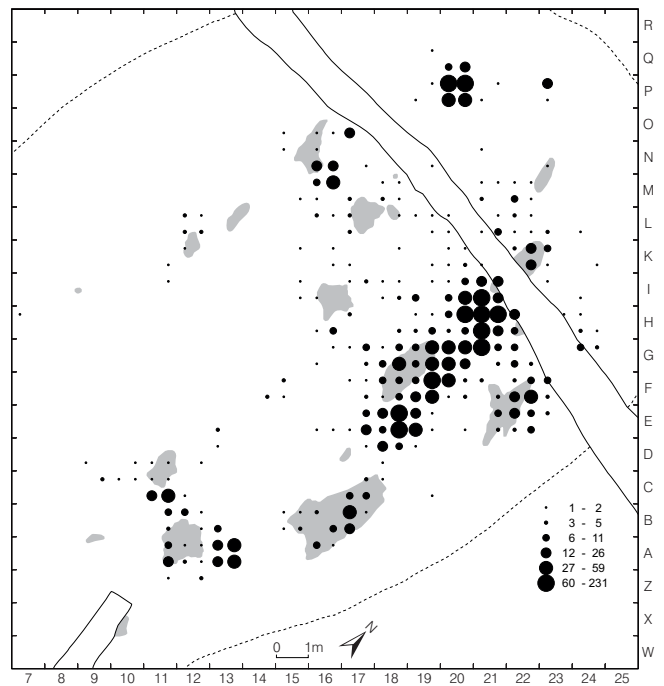 R
Q
P
O
N
M
L
K
I
H
G
F
E
D
C
B
A
Z
X
W
1 - 2
3 - 5
6 - 11
12 - 26
27 - 59
60 - 231
N
0 1m
7 8 9 10 11 12 13 14 15 16 17 18 19 20 21 22 23 24 25